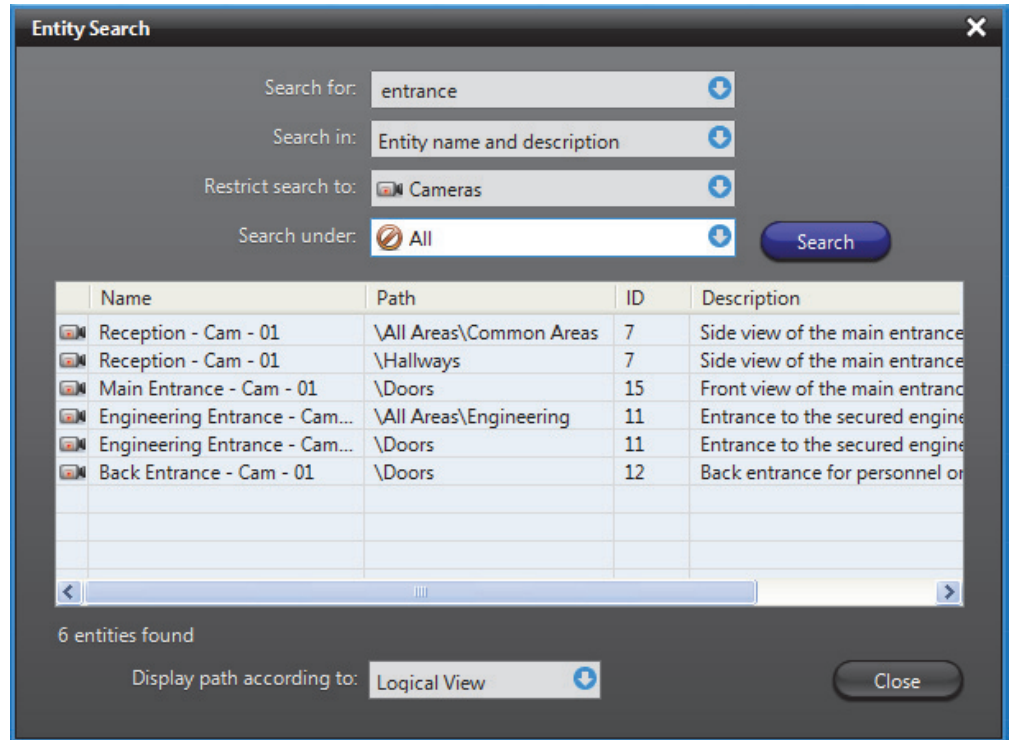 Entity Search
Search for: entrance
Search in: Entity name and description
Restrict search to: Cameras
Search under: All
Search
Name Path ID Description
Reception - Cam - 01 \All Areas\Common Areas 7 Side view of the main entrance
Reception - Cam - 01 \Hallways 7 Side view of the main entrance
Main Entrance - Cam - 01 \Doors 15 Front view of the main entranc
Engineering Entrance - Cam... \All Areas\Engineering 11 Entrance to the secured engine
Engineering Entrance - Cam... \Doors 11 Entrance to the secured engine
Back Entrance - Cam - 01 \Doors 12 Back entrance for personnel or
6 entities found
Display path according to: Logical View
Close